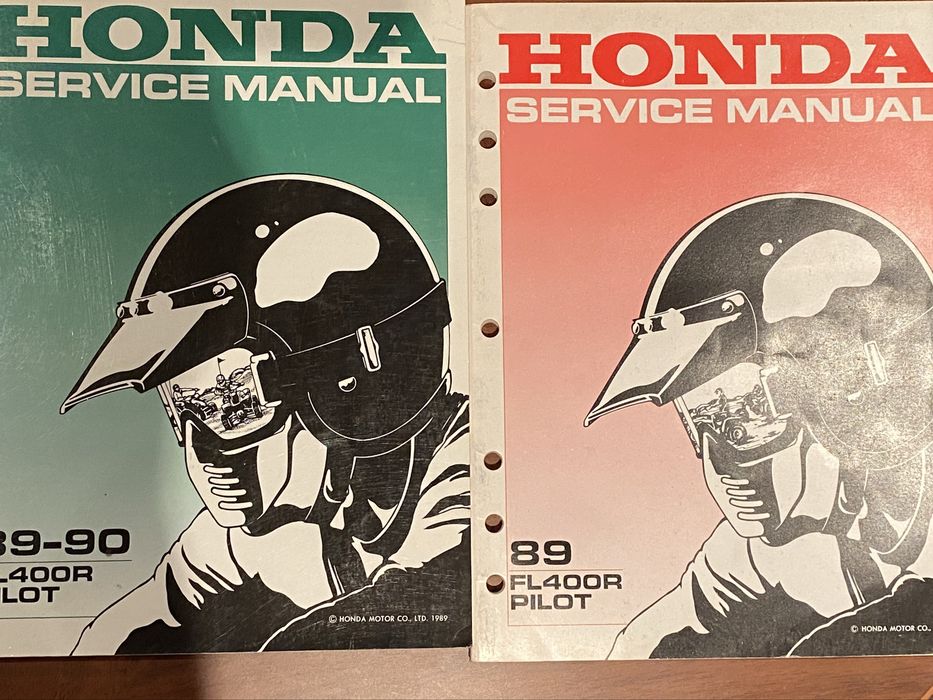 HONDA
SERVICE MANUAL
89-90
FL400R
PILOT
© HONDA MOTOR CO., LTD. 1989
HONDA
SERVICE MANUAL
89
FL400R
PILOT
© HONDA MOTOR CO.,